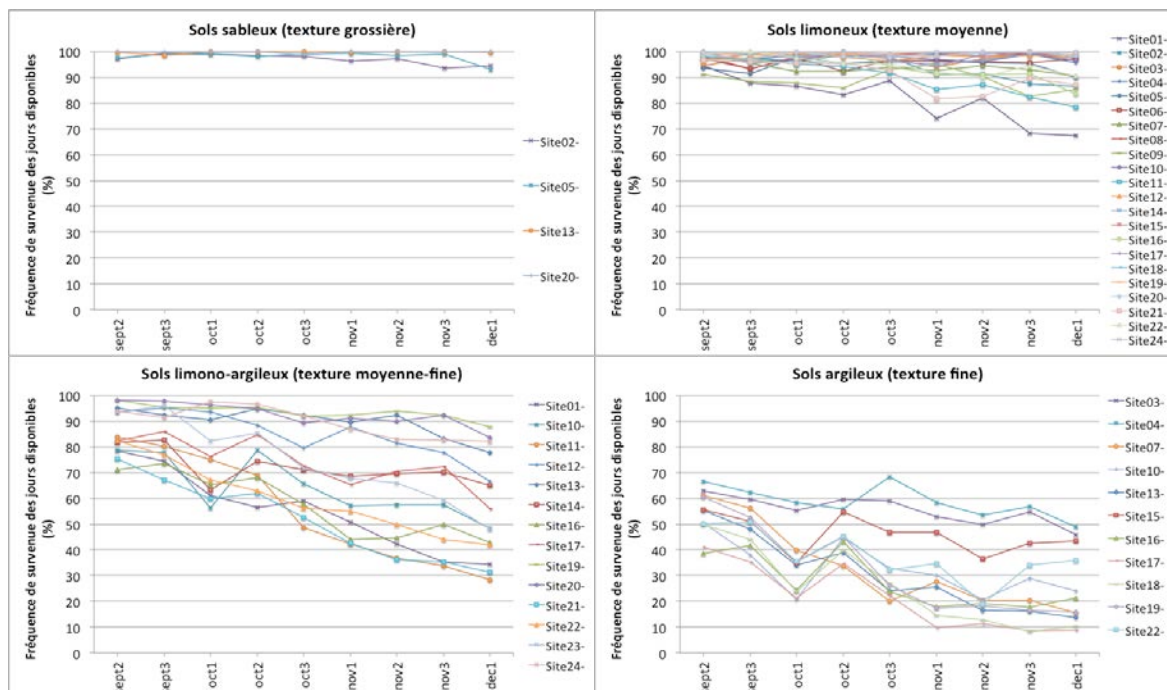 Sols sableux (texture grossière)
Fréquence de survenue des jours disponibles
(%)
100
90
80
70
60
50
40
30
20
10
0
sept2
sept3
oct1
oct2
oct3
nov1
nov2
nov3
dec1
Site02-
Site05-
Site13-
Site20-
Sols limoneux (texture moyenne)
Fréquence de survenue des jours disponibles
(%)
100
90
80
70
60
50
40
30
20
10
0
sept2
sept3
oct1
oct2
oct3
nov1
nov2
nov3
dec1
Site01-
Site02-
Site03-
Site04-
Site05-
Site06-
Site07-
Site08-
Site09-
Site10-
Site11-
Site12-
Site14-
Site15-
Site16-
Site17-
Site18-
Site19-
Site20-
Site21-
Site22-
Site24-
Sols limono-argileux (texture moyenne-fine)
Fréquence de survenue des jours disponibles
(%)
100
90
80
70
60
50
40
30
20
10
0
sept2
sept3
oct1
oct2
oct3
nov1
nov2
nov3
dec1
Site01-
Site10-
Site11-
Site12-
Site13-
Site14-
Site16-
Site17-
Site19-
Site20-
Site21-
Site22-
Site23-
Site24-
Sols argileux (texture fine)
Fréquence de survenue des jours disponibles
(%)
100
90
80
70
60
50
40
30
20
10
0
sept2
sept3
oct1
oct2
oct3
nov1
nov2
nov3
dec1
Site03-
Site04-
Site07-
Site10-
Site13-
Site15-
Site16-
Site17-
Site18-
Site19-
Site22-